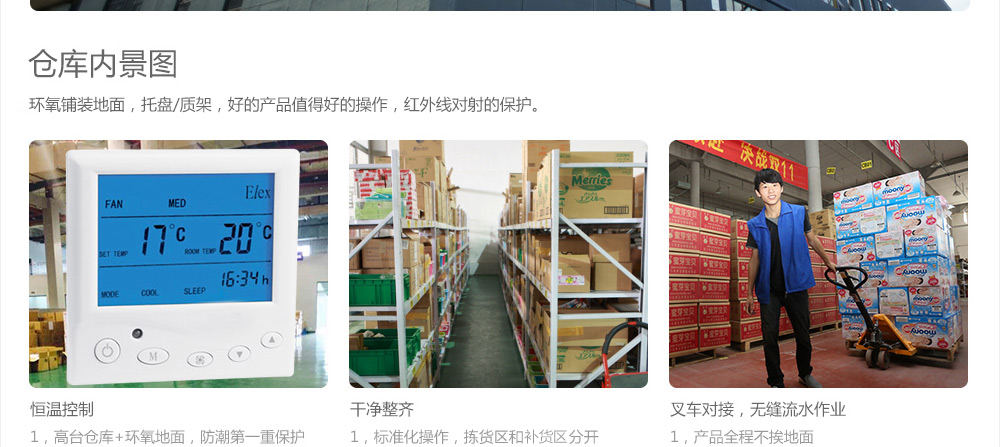 仓库内景图
环氧铺装地面，托盘/质架，好的产品值得好的操作，红外线对射的保护。
Elex
FAN MED
SET TEMP 17°C ROOM TEMP 20°C
16:34h
MODE COOL SLEEP
M
Merries
决战双11
蜜芽宝贝
moony
恒温控制
干净整齐
叉车对接，无缝流水作业
1，高台仓库+环氧地面，防潮第一重保护
1，标准化操作，拣货区和补货区分开
1，产品全程不挨地面